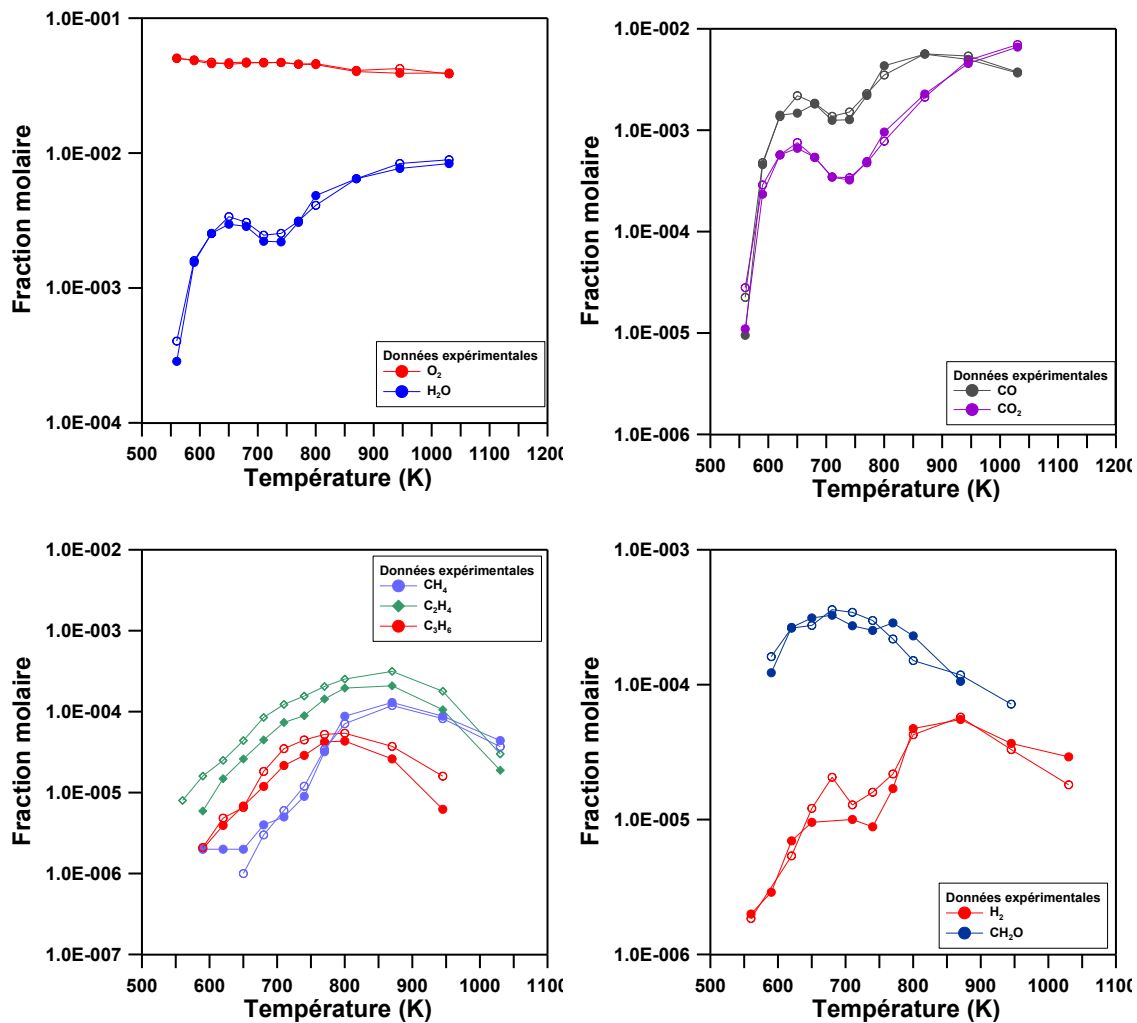 1.0E-001
1.0E-002
1.0E-003
1.0E-004
Fraction molaire
500 600 700 800 900 1000 1100 1200
Température (K)
Données expérimentales
O₂
H₂O
1.0E-002
1.0E-003
1.0E-004
1.0E-005
1.0E-006
Fraction molaire
500 600 700 800 900 1000 1100 1200
Température (K)
Données expérimentales
CO
CO₂
1.0E-002
1.0E-003
1.0E-004
1.0E-005
1.0E-006
1.0E-007
Fraction molaire
500 600 700 800 900 1000 110
Température (K)
Données expérimentales
CH₄
C₂H₄
C₃H₆
1.0E-003
1.0E-004
1.0E-005
1.0E-006
Fraction molaire
500 600 700 800 900 1000 1100
Température (K)
Données expérimentales
H₂
CH₂O